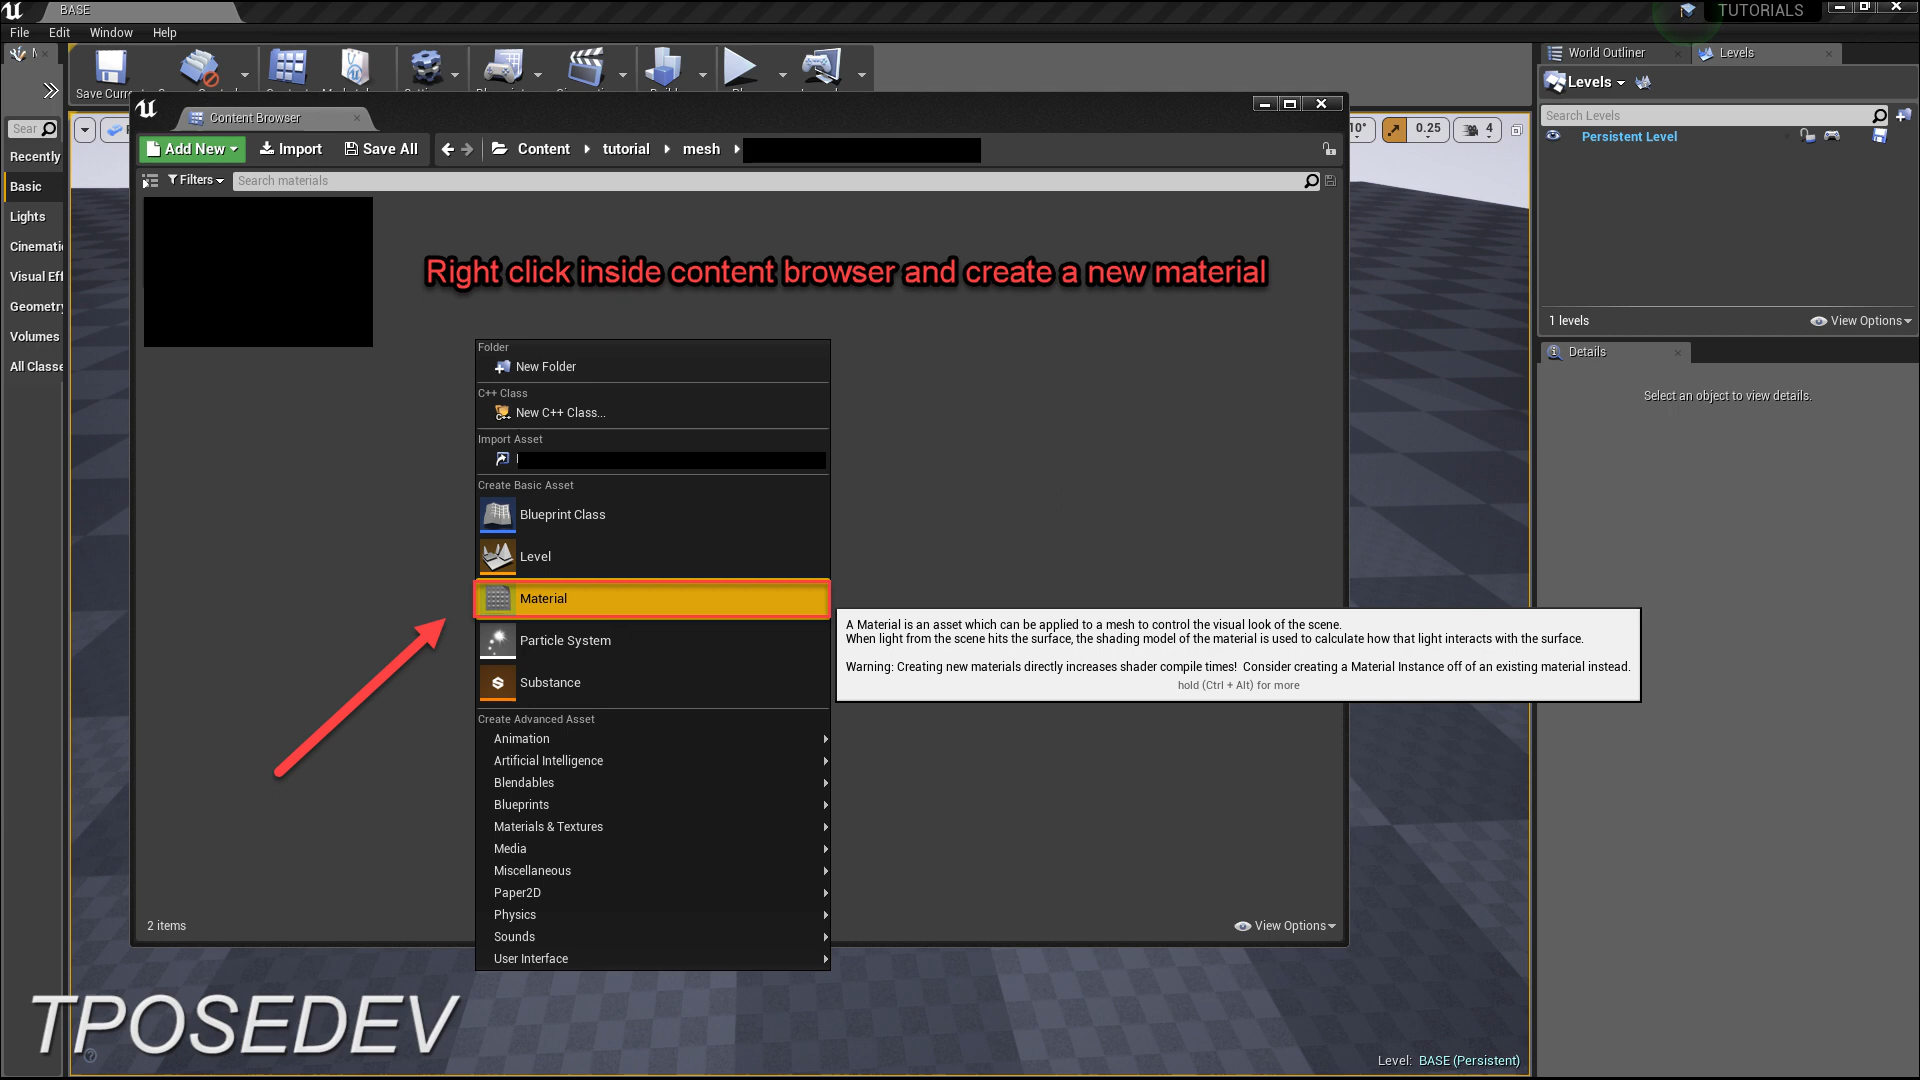 BASE
TUTORIALS
File Edit Window Help
Save Curr
Content Browser
World Outliner
Levels
Levels
Search Levels
Persistent Level
1 levels
View Options
Details
Select an object to view details.
Sear
Recently
Basic
Lights
Cinemati
Visual Eff
Geometry
Volumes
All Classe
Add New Import Save All Content tutorial mesh
10° 0.25 4
Filters Search materials
Right click inside content browser and create a new material
Folder
New Folder
C++ Class
New C++ Class...
Import Asset
Create Basic Asset
Blueprint Class
Level
Material
Particle System
Substance
Create Advanced Asset
Animation
Artificial Intelligence
Blendables
Blueprints
Materials & Textures
Media
Miscellaneous
Paper2D
Physics
Sounds
User Interface
A Material is an asset which can be applied to a mesh to control the visual look of the scene.
When light from the scene hits the surface, the shading model of the material is used to calculate how that light interacts with the surface.
Warning: Creating new materials directly increases shader compile times! Consider creating a Material Instance off of an existing material instead.
hold (Ctrl + Alt) for more
2 items
View Options
TPOSEDEV
Level: BASE (Persistent)